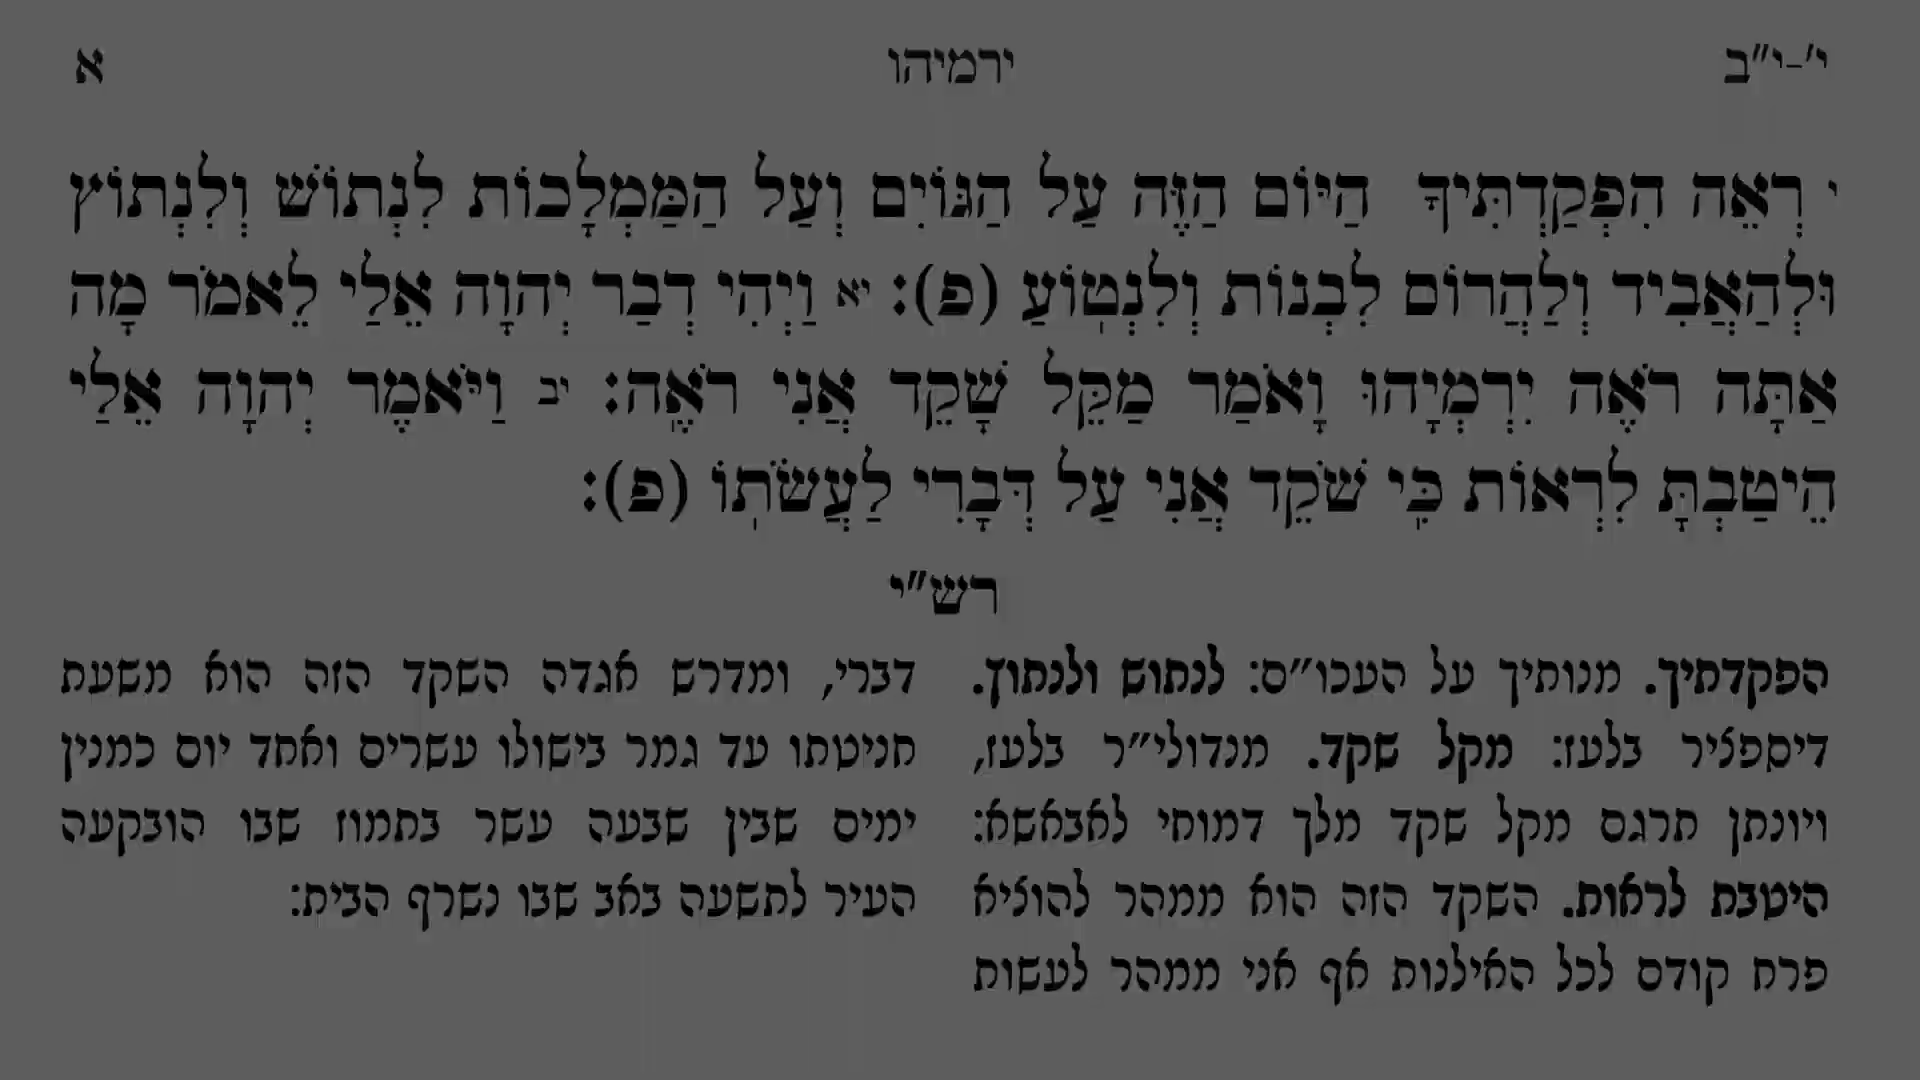 י'-י"ב ירמיהו א
י רְאֵה הִפְקַדְתִּיךָ הַיּוֹם הַזֶּה עַל הַגּוֹיִם וְעַל הַמַּמְלָכוֹת לִנְתוֹשׁ וְלִנְתוֹץ
וּלְהַאֲבִיד וְלַהֲרוֹס לִבְנוֹת וְלִנְטֽוֹעַ (פ): יא וַיְהִי דְבַר יְהוָה אֵלַי לֵאמֹר מָה
אַתָּה רֹאֶה יִרְמְיָהוּ וָאֹמַר מַקֵּל שָׁקֵד אֲנִי רֹאֶֽה: יב וַיֹּאמֶר יְהוָה אֵלַי
הֵיטַבְתָּ לִרְאוֹת כִּֽי שֹׁקֵד אֲנִי עַל דְּבָרִי לַעֲשֹׂתֽוֹ (פ):
רש"י
הפקדתיך. מנותיך על העכו"ס: לנתוש ולנתוץ.
דיספציר בלעז: מקל שקד. מנדולי"ר בלעז,
ויונתן תרגם מקל שקד מלך דמוחי לאבאשא:
היטבת לראות. השקד הזה הוא ממהר להוציא
פרח קודם לכל האילנות אף אני ממהר לעשות
דברי, ומדרש אגדה השקד הזה הוא משעת
חניטתו עד גמר בישולו עשרים ואחד יום כמנין
ימים שבין שבעה עשר בתמוז שבו הובקעה
העיר לתשעה באב שבו נשרף הבית: